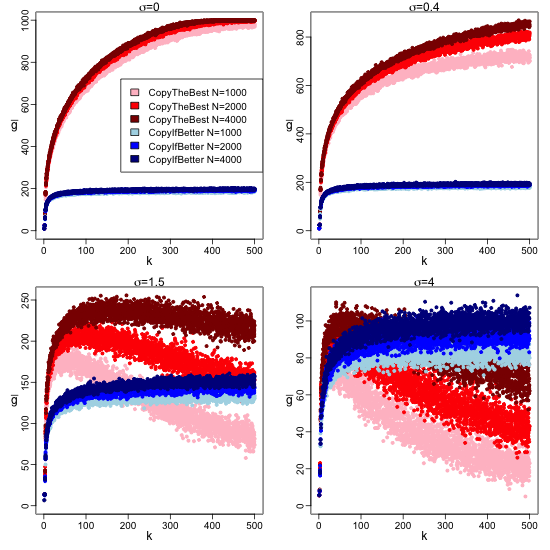 σ=0
1000
800
600
400
200
0
g̅|
CopyTheBest N=1000
CopyTheBest N=2000
CopyTheBest N=4000
CopyIfBetter N=1000
CopyIfBetter N=2000
CopyIfBetter N=4000
0 100 200 300 400 500
k
σ=0.4
800
600
400
200
0
0 100 200 300 400 500
k
σ=1.5
250
200
150
100
50
0
0 100 200 300 400 500
k
σ=4
100
80
60
40
20
0
0 100 200 300 400 500
k